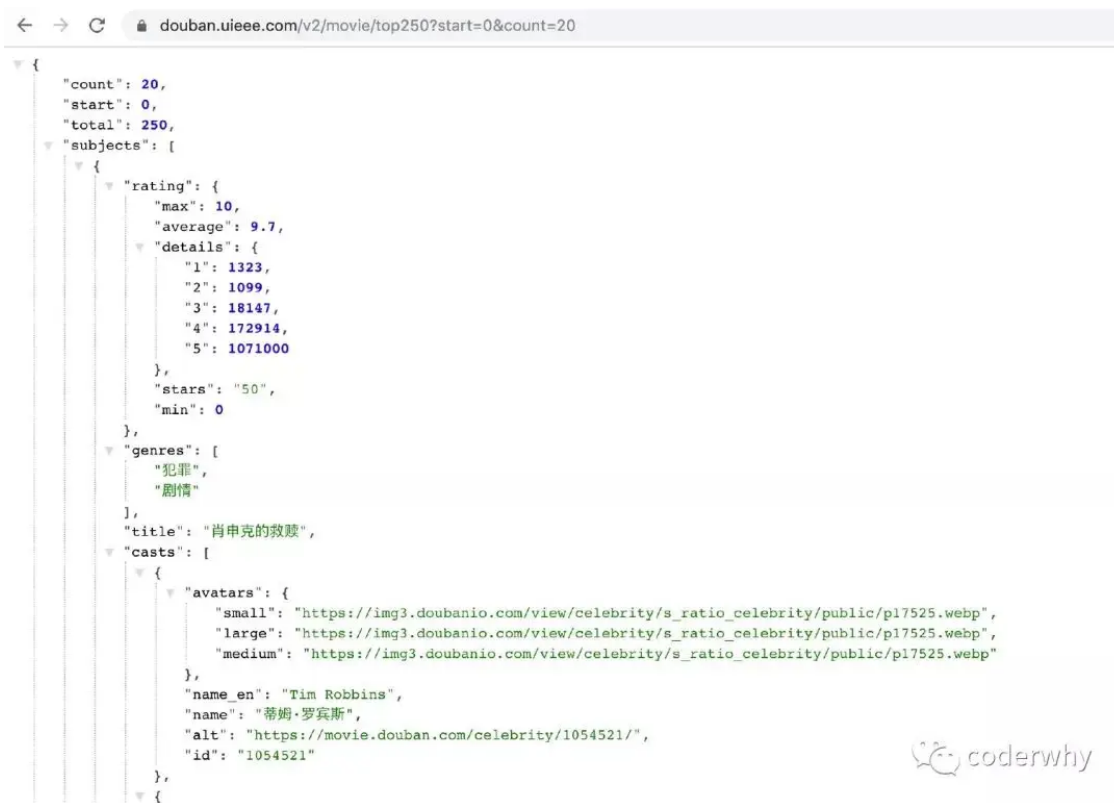 douban.uieee.com/v2/movie/top250?start=0&count=20
{
"count": 20,
"start": 0,
"total": 250,
"subjects": [
{
"rating": {
"max": 10,
"average": 9.7,
"details": {
"1": 1323,
"2": 1099,
"3": 18147,
"4": 172914,
"5": 1071000
},
"stars": "50",
"min": 0
},
"genres": [
"犯罪",
"剧情"
],
"title": "肖申克的救赎",
"casts": [
{
"avatars": {
"small": "https://img3.doubanio.com/view/celebrity/s_ratio_celebrity/public/p17525.webp",
"large": "https://img3.doubanio.com/view/celebrity/s_ratio_celebrity/public/p17525.webp",
"medium": "https://img3.doubanio.com/view/celebrity/s_ratio_celebrity/public/p17525.webp"
},
"name_en": "Tim Robbins",
"name": "蒂姆·罗宾斯",
"alt": "https://movie.douban.com/celebrity/1054521/",
"id": "1054521"
},
{
coderwhy